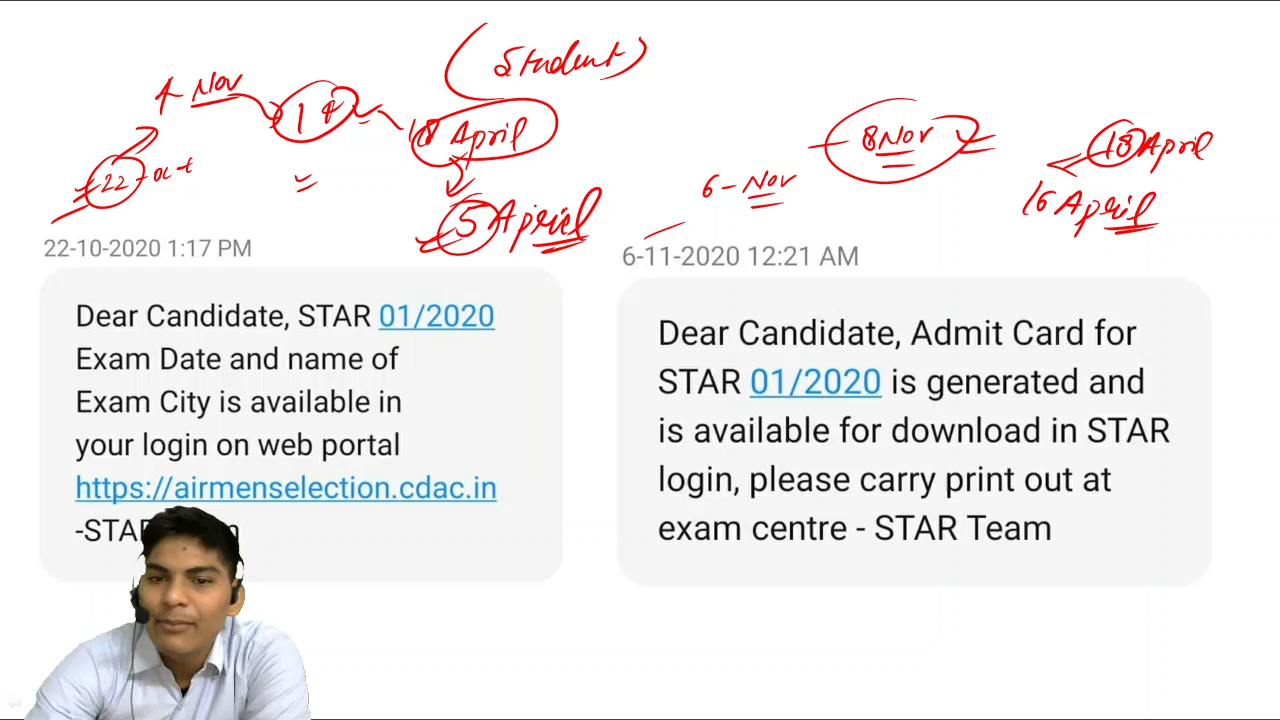 (Student)
4 Nov
14
18 April
8 Nov
18 April
22-oct
6-Nov
16 April
5 Apriel
22-10-2020 1:17 PM
6-11-2020 12:21 AM
Dear Candidate, STAR 01/2020
Exam Date and name of
Exam City is available in
your login on web portal
https://airmenselection.cdac.in
-STA
Dear Candidate, Admit Card for
STAR 01/2020 is generated and
is available for download in STAR
login, please carry print out at
exam centre - STAR Team